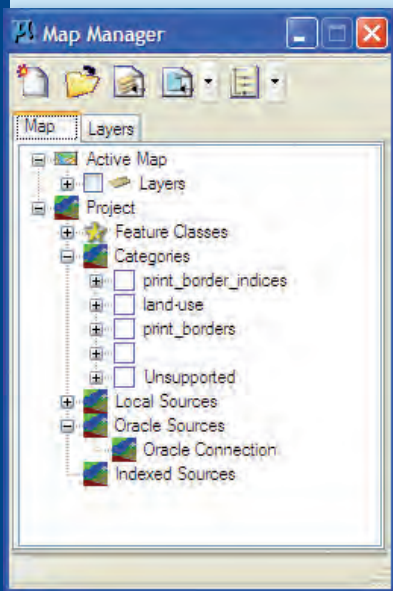 Map Manager
Map Layers
Active Map
Layers
Project
Feature Classes
Categories
print_border_indices
land-use
print_borders
Unsupported
Local Sources
Oracle Sources
Oracle Connection
Indexed Sources